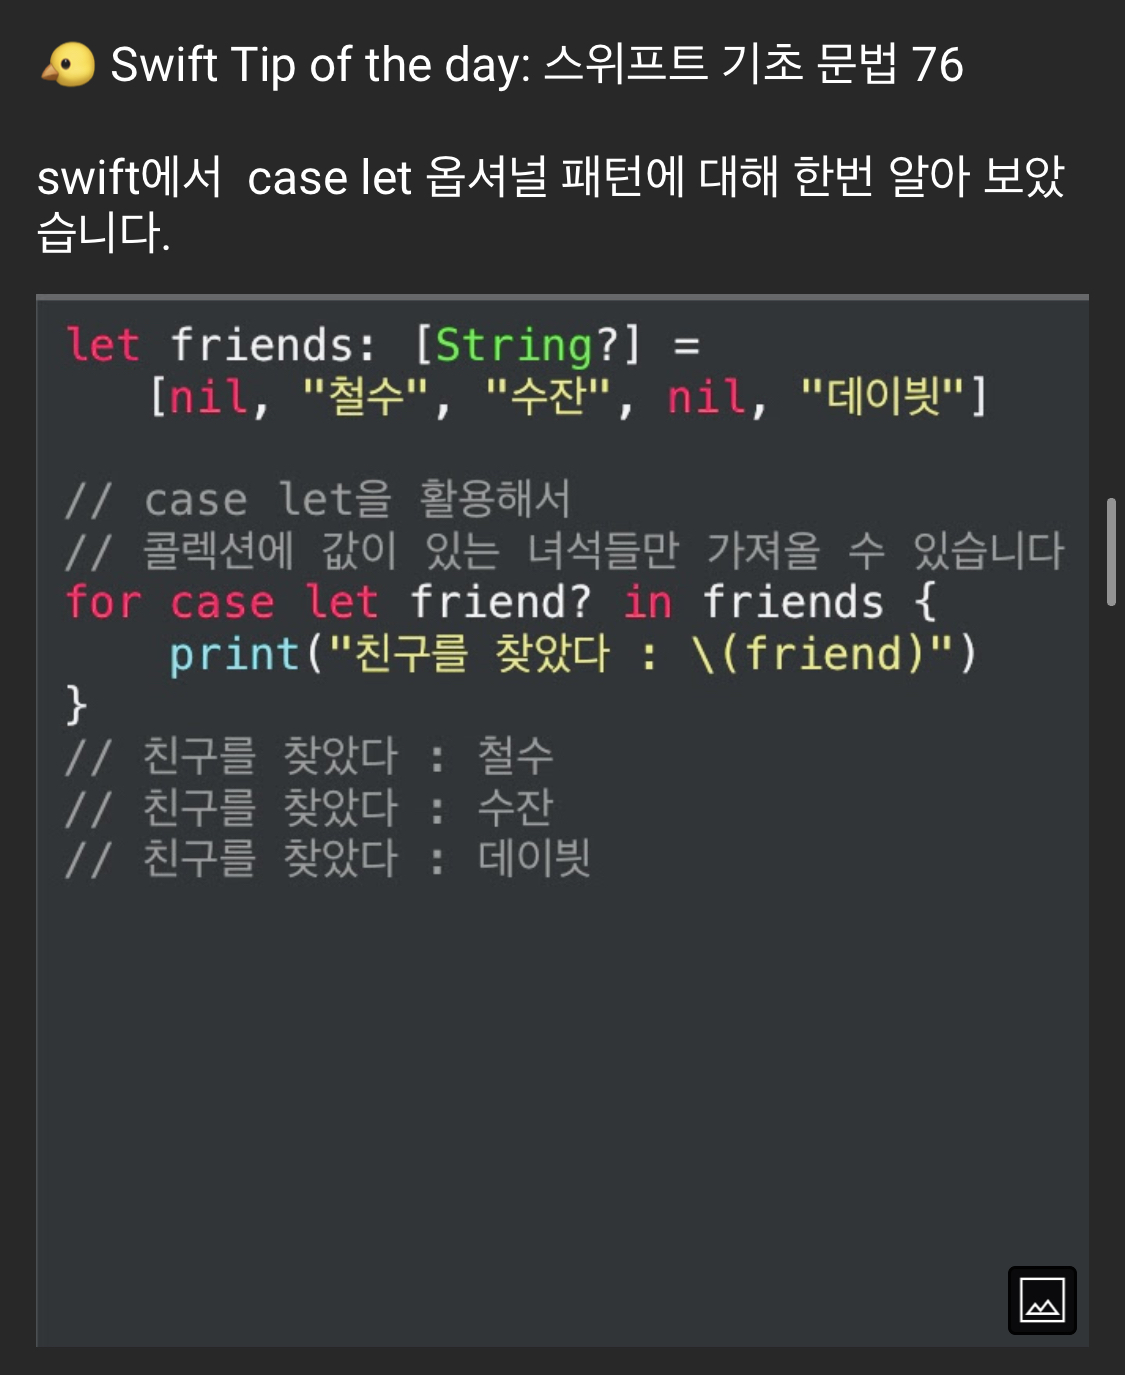 🐤 Swift Tip of the day: 스위프트 기초 문법 76
swift에서  case let 옵셔널 패턴에 대해 한번 알아 보았
습니다.
let friends: [String?] =
    [nil, "철수", "수잔", nil, "데이빗"]
// case let을 활용해서
// 콜렉션에 값이 있는 녀석들만 가져올 수 있습니다
for case let friend? in friends {
    print("친구를 찾았다 : \(friend)")
}
// 친구를 찾았다 : 철수
// 친구를 찾았다 : 수잔
// 친구를 찾았다 : 데이빗